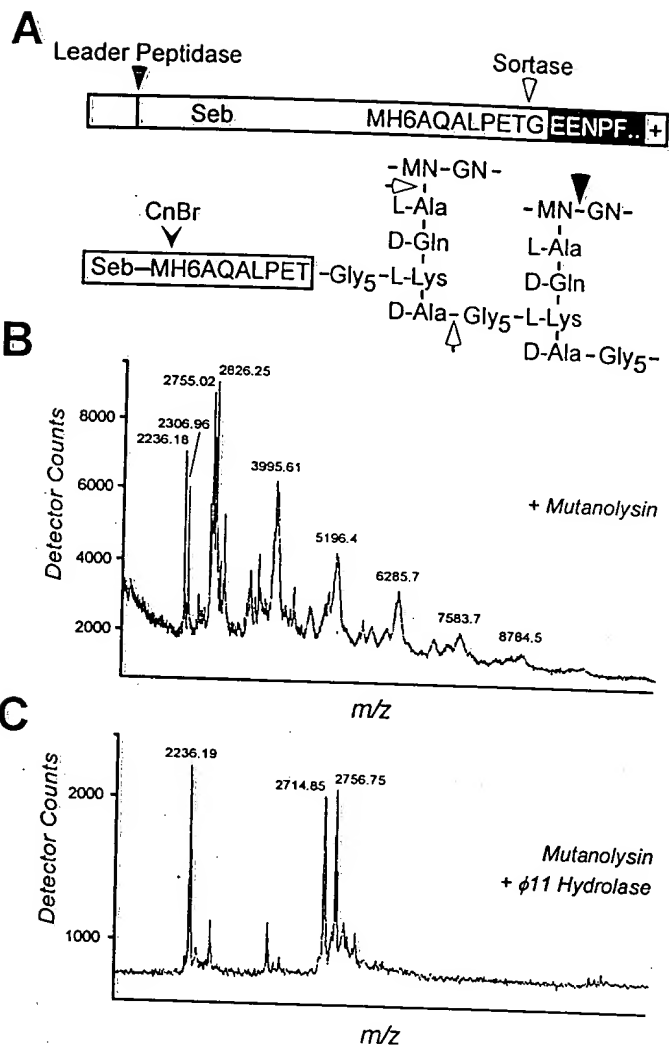 A
Leader Peptidase
Sortase
Seb
MH6AQALPETG EENPF.. +
-MN-GN-
L-Ala
-MN-GN-
CnBr
D-Gln
L-Ala
Seb–MH6AQALPET -Gly5-L-Lys
D-Gln
D-Ala-Gly5-L-Lys
D-Ala-Gly5-
B
Detector Counts
8000
6000
4000
2000
2236.18
2306.96
2755.02
2826.25
3995.61
5196.4
6285.7
7583.7
8784.5
+ Mutanolysin
m/z
C
Detector Counts
2000
1000
2236.19
2714.85
2756.75
Mutanolysin
+ ϕ11 Hydrolase
m/z